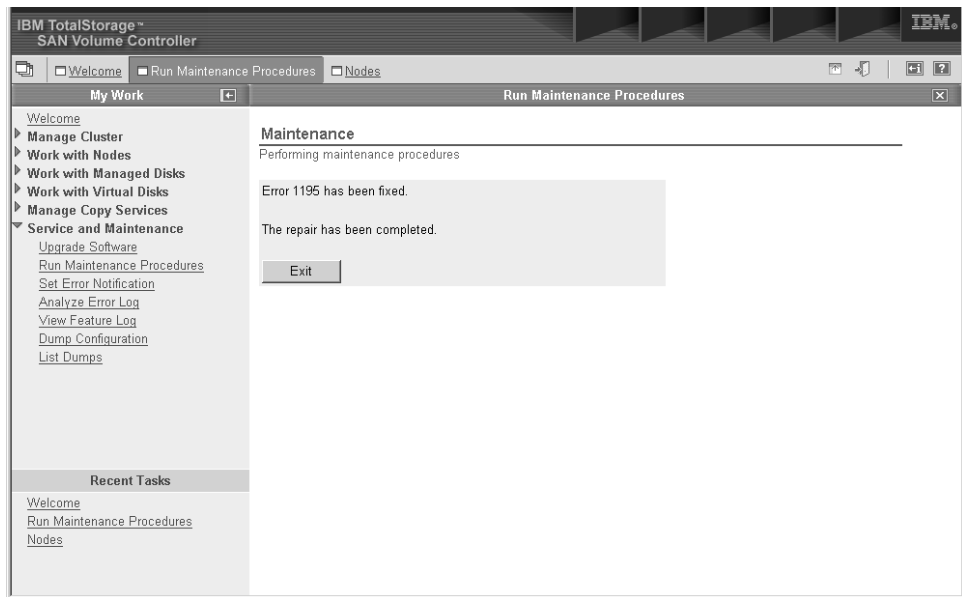 IBM TotalStorage™
SAN Volume Controller
IBM®
Welcome
Run Maintenance Procedures
Nodes
?
My Work
Run Maintenance Procedures
Welcome
Manage Cluster
Work with Nodes
Work with Managed Disks
Work with Virtual Disks
Manage Copy Services
Service and Maintenance
Upgrade Software
Run Maintenance Procedures
Set Error Notification
Analyze Error Log
View Feature Log
Dump Configuration
List Dumps
Maintenance
Performing maintenance procedures
Error 1195 has been fixed.
The repair has been completed.
Exit
Recent Tasks
Welcome
Run Maintenance Procedures
Nodes